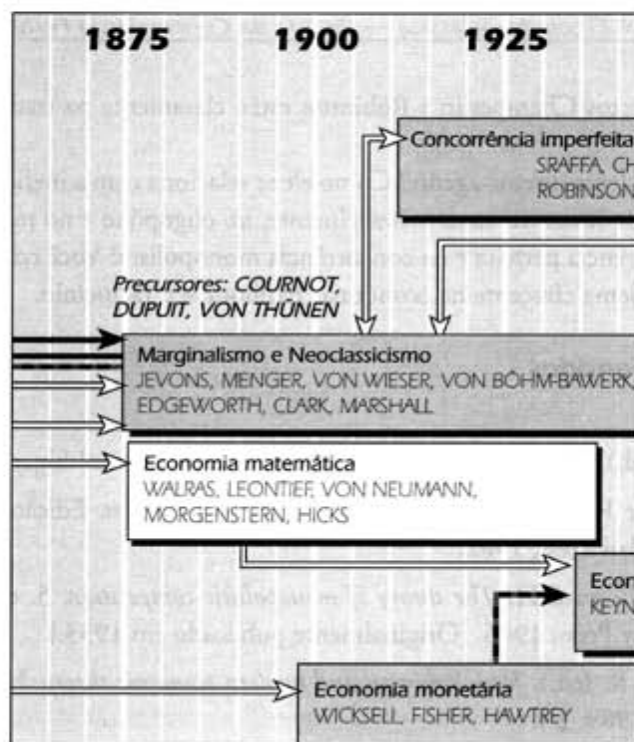 1875 1900 1925
Concorrência imperfeita
SRAFFA, CH
ROBINSON
Precursores: COURNOT,
DUPUIT, VON THÜNEN
Marginalismo e Neoclassicismo
JEVONS, MENGER, VON WIESER, VON BÖHM-BAWERK,
EDGEWORTH, CLARK, MARSHALL
Economia matemática
WALRAS, LEONTIEF, VON NEUMANN,
MORGENSTERN, HICKS
Econ
KEYN
Economia monetária
WICKSELL, FISHER, HAWTREY